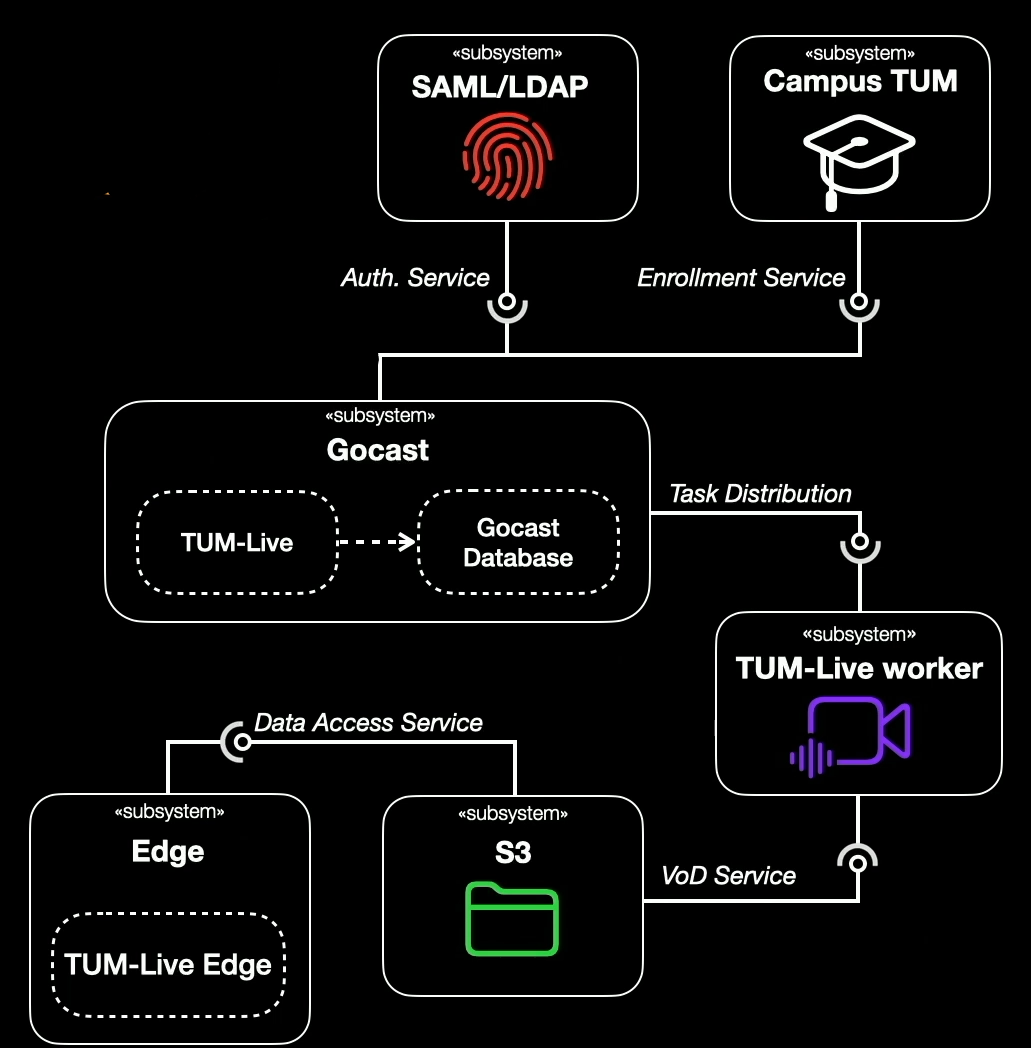 «subsystem»
SAML/LDAP
«subsystem»
Campus TUM
Auth. Service
Enrollment Service
«subsystem»
Gocast
TUM-Live
Gocast
Database
Task Distribution
«subsystem»
TUM-Live worker
Data Access Service
«subsystem»
Edge
TUM-Live Edge
«subsystem»
S3
VoD Service